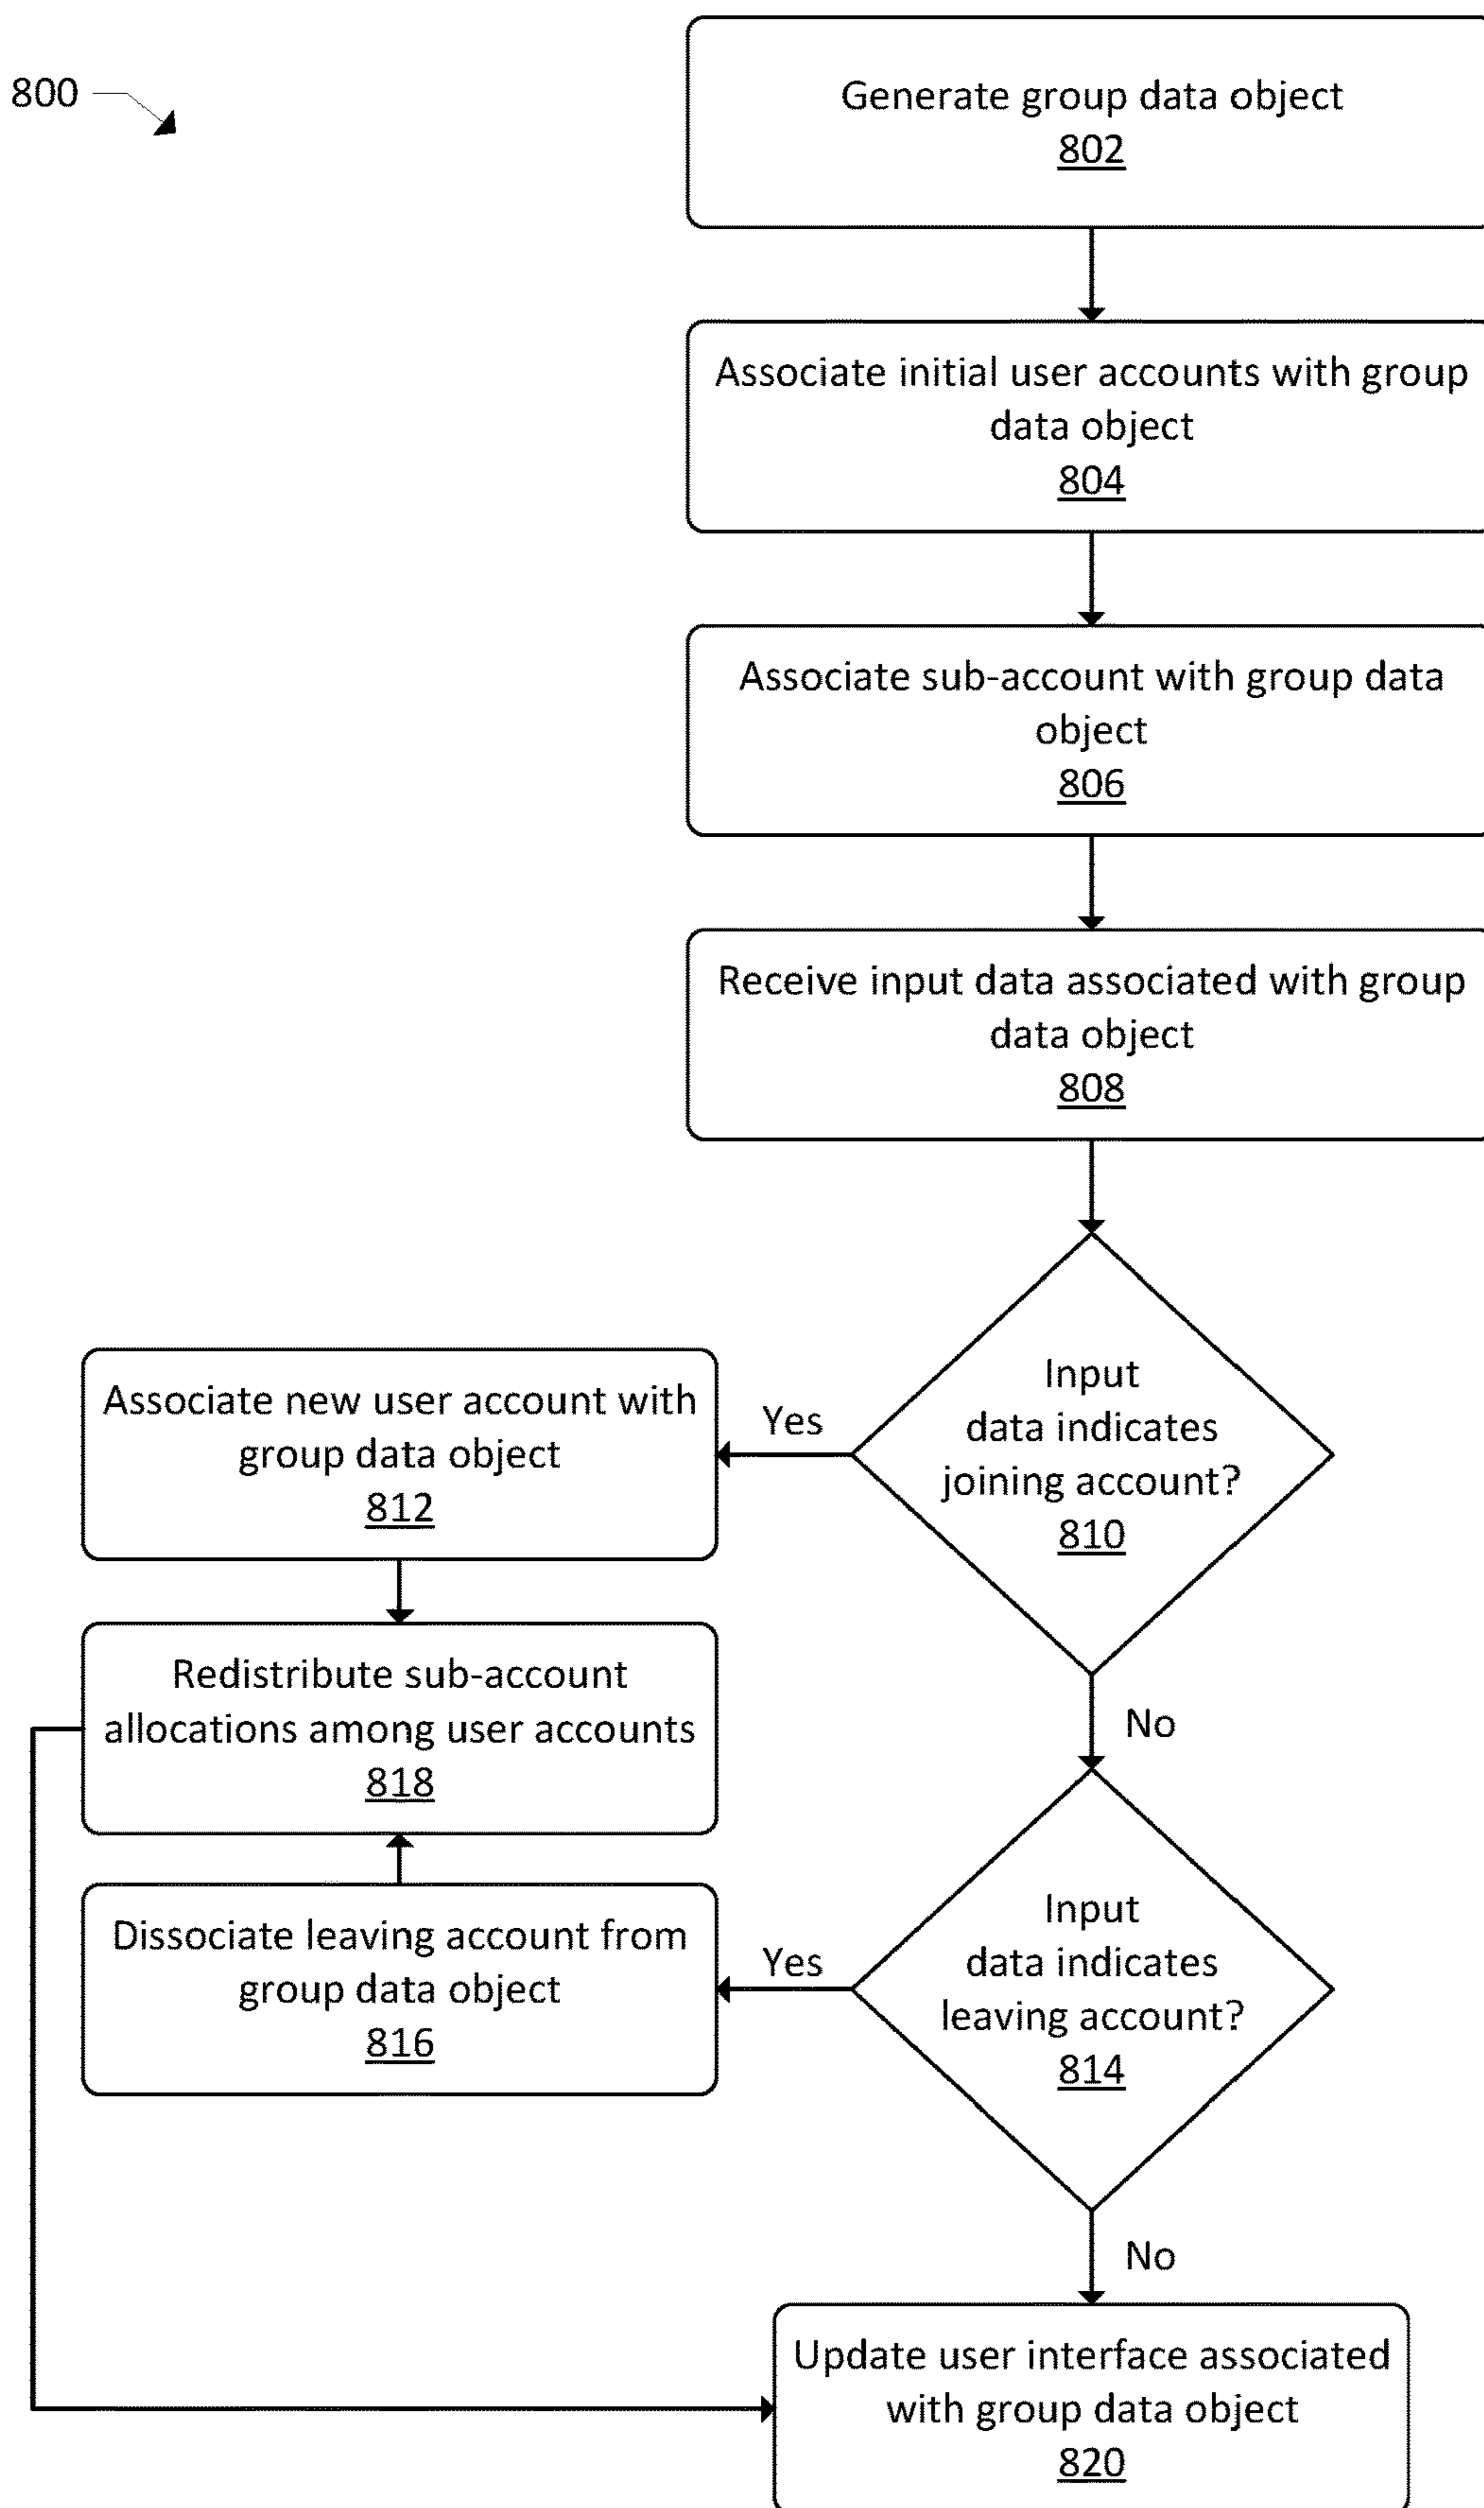 800
Generate group data object
802
Associate initial user accounts with group
data object
804
Associate sub-account with group data
object
806
Receive input data associated with group
data object
808
Input
data indicates
joining account?
810
Yes
Associate new user account with
group data object
812
Redistribute sub-account
allocations among user accounts
818
No
Input
data indicates
leaving account?
814
Yes
Dissociate leaving account from
group data object
816
No
Update user interface associated
with group data object
820